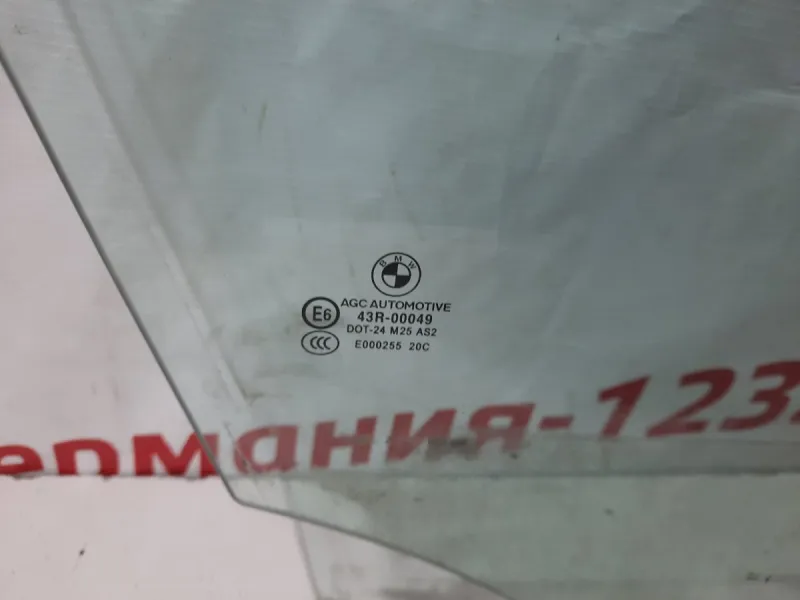 BMW
AGC AUTOMOTIVE
E6 43R-00049
DOT-24 M25 AS2
CCC E000255 20C
ермания-123